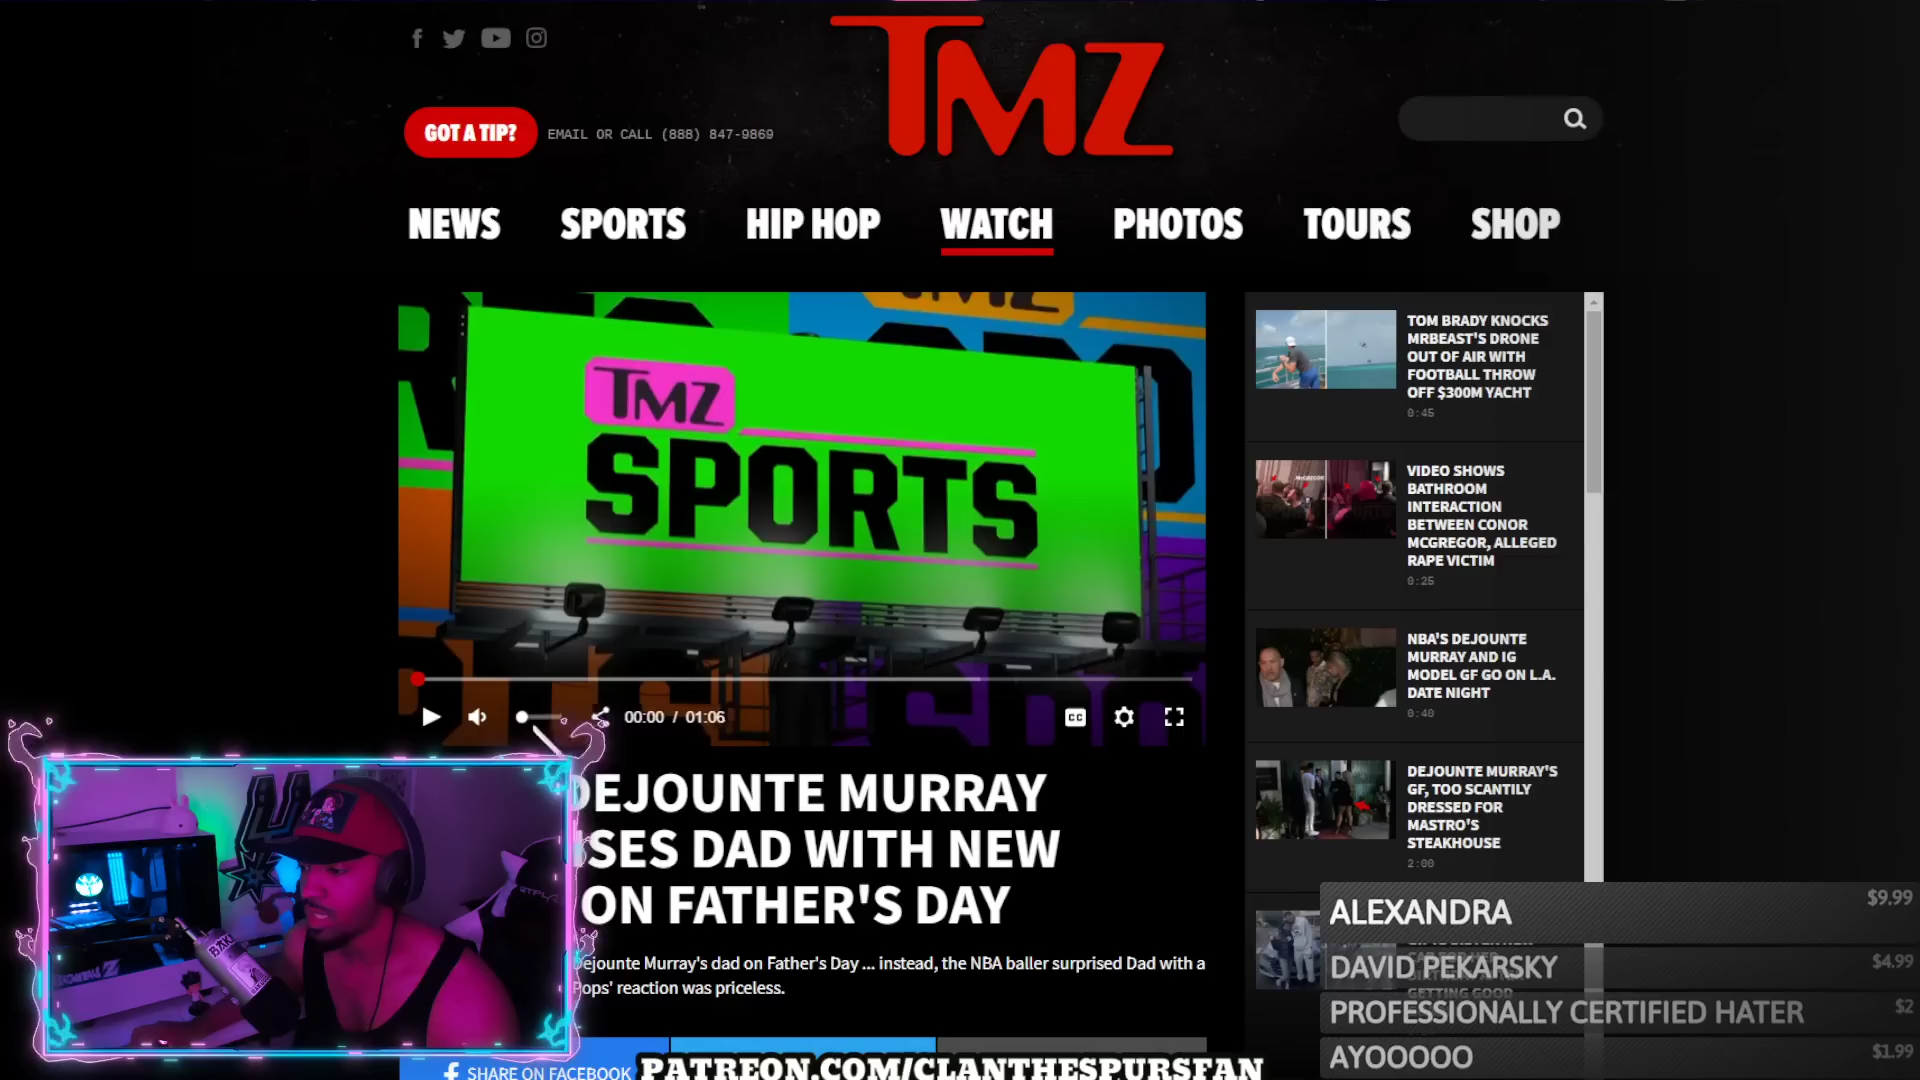 TMZ
GOT A TIP?
EMAIL OR CALL (888) 847-9869
NEWS SPORTS HIP HOP WATCH PHOTOS TOURS SHOP
TMZ
SPORTS
00:00 / 01:06
CC
DEJOUNTE MURRAY
SES DAD WITH NEW
ON FATHER'S DAY
Dejounte Murray's dad on Father's Day ... instead, the NBA baller surprised Dad with a
Pops' reaction was priceless.
SHARE ON FACEBOOK
PATREON.COM/CLANTHESPURSFAN
TOM BRADY KNOCKS
MRBEAST'S DRONE
OUT OF AIR WITH
FOOTBALL THROW
OFF $300M YACHT
0:45
VIDEO SHOWS
BATHROOM
INTERACTION
BETWEEN CONOR
MCGREGOR, ALLEGED
RAPE VICTIM
0:25
NBA'S DEJOUNTE
MURRAY AND IG
MODEL GF GO ON L.A.
DATE NIGHT
0:40
DEJOUNTE MURRAY'S
GF, TOO SCANTILY
DRESSED FOR
MASTRO'S
STEAKHOUSE
2:00
ALEXANDRA $9.99
DAVID PEKARSKY $4.99
GETTING GOOD
PROFESSIONALLY CERTIFIED HATER $2
AYOOOOO $1.99